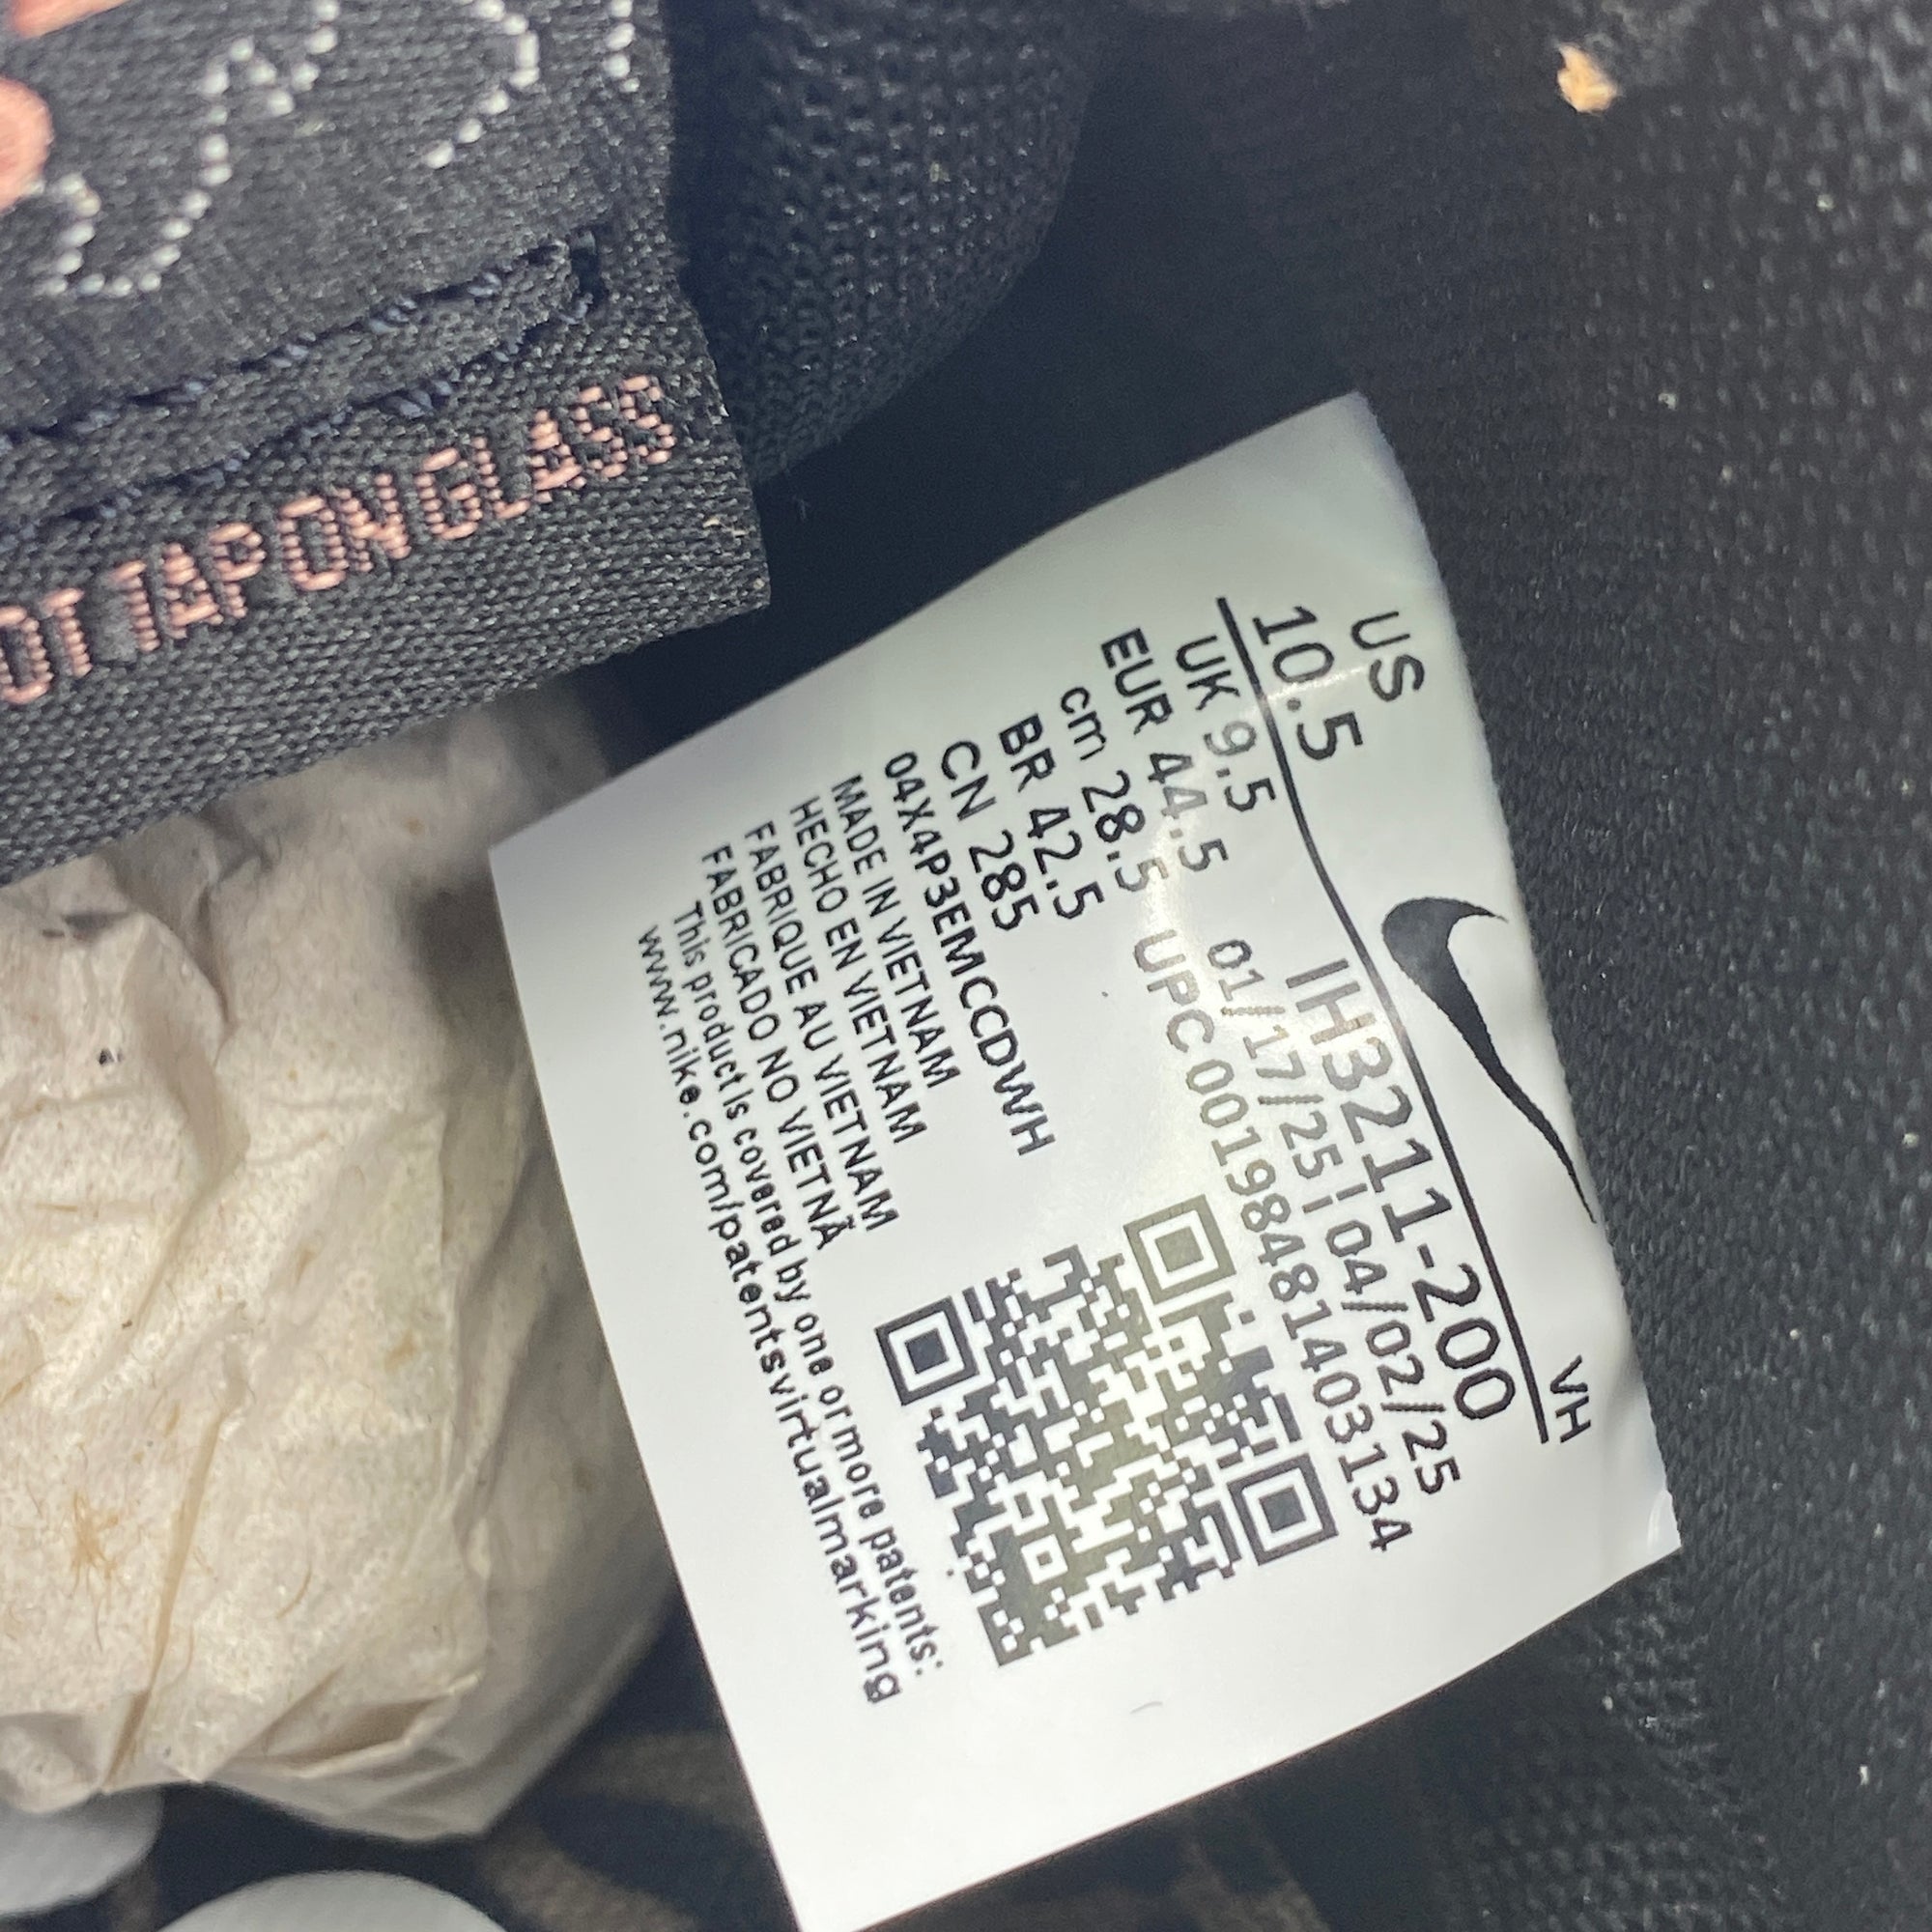 OT TAP ON GLASS
US
10.5
VH
UK 9.5
EUR 44.5
cm 28.5
BR 42.5
CN 285
IH3211-200
01/17/25 | 04/02/25
UPC 00198481403134
04X4P3EMCCDWH
MADE IN VIETNAM
HECHO EN VIETNAM
FABRIQUE AU VIETNAM
FABRICADO NO VIETNÃ
This product is covered by one or more patents:
www.nike.com/patentsvirtualmarking